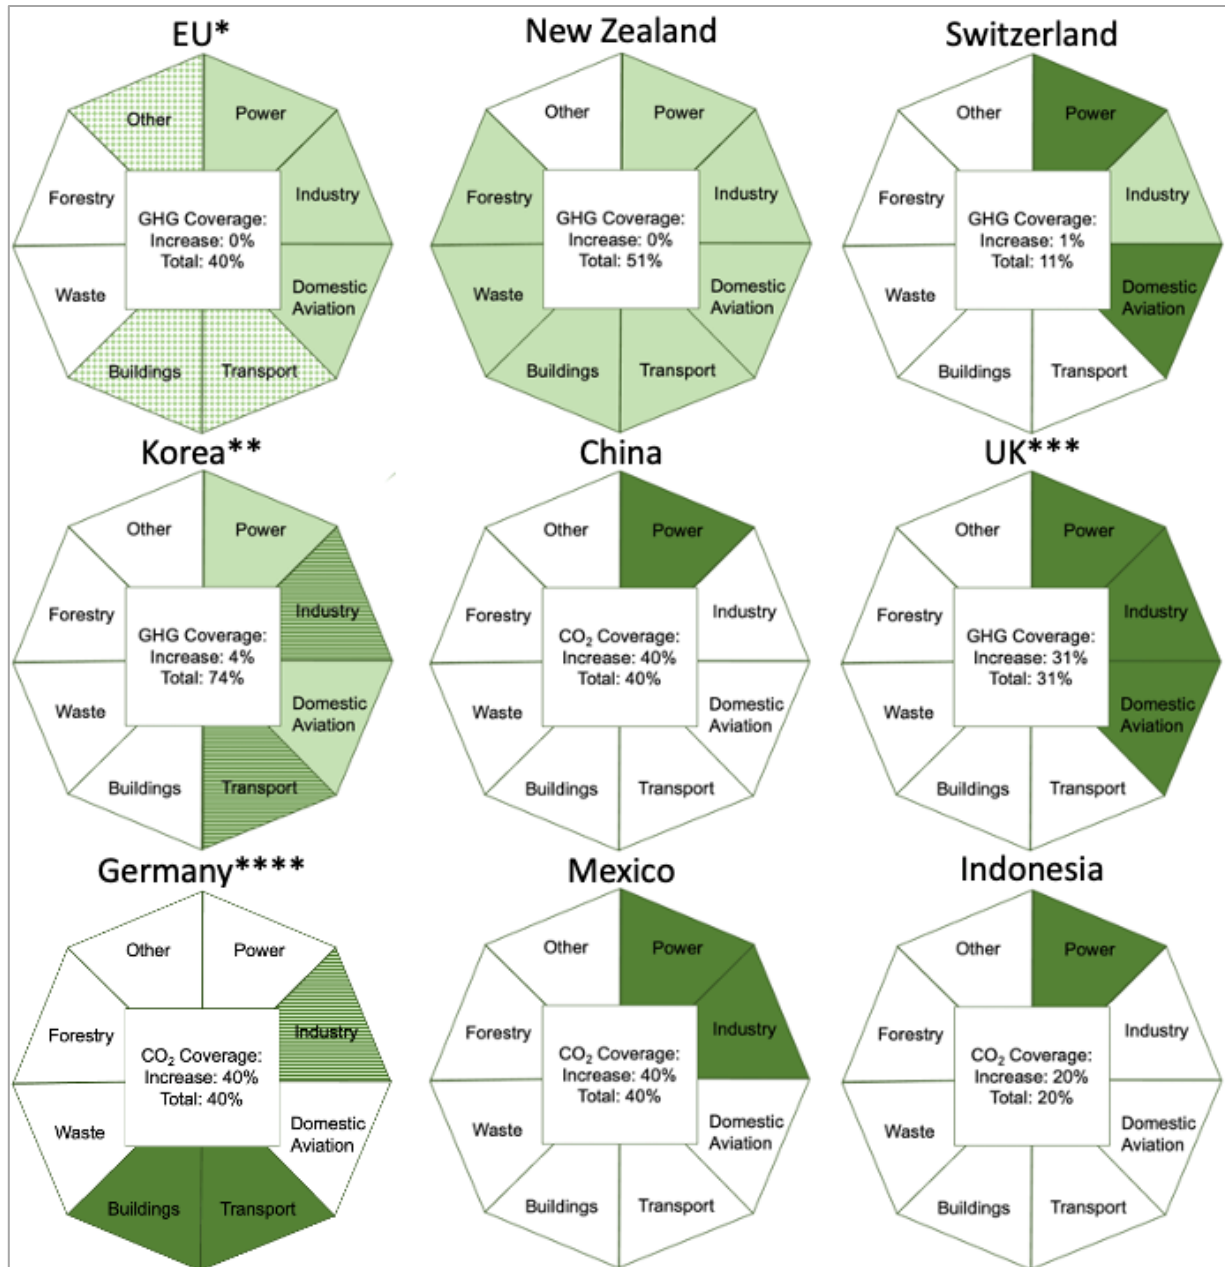 EU*
Other
Power
Forestry
Industry
GHG Coverage:
Increase: 0%
Total: 40%
Waste
Domestic
Aviation
Buildings
Transport
New Zealand
Other
Power
Forestry
Industry
GHG Coverage:
Increase: 0%
Total: 51%
Waste
Domestic
Aviation
Buildings
Transport
Switzerland
Other
Power
Forestry
Industry
GHG Coverage:
Increase: 1%
Total: 11%
Waste
Domestic
Aviation
Buildings
Transport
Korea**
Other
Power
Forestry
Industry
GHG Coverage:
Increase: 4%
Total: 74%
Waste
Domestic
Aviation
Buildings
Transport
China
Other
Power
Forestry
Industry
CO₂ Coverage:
Increase: 40%
Total: 40%
Waste
Domestic
Aviation
Buildings
Transport
UK***
Other
Power
Forestry
Industry
GHG Coverage:
Increase: 31%
Total: 31%
Waste
Domestic
Aviation
Buildings
Transport
Germany****
Other
Power
Forestry
Industry
CO₂ Coverage:
Increase: 40%
Total: 40%
Waste
Domestic
Aviation
Buildings
Transport
Mexico
Other
Power
Forestry
Industry
CO₂ Coverage:
Increase: 40%
Total: 40%
Waste
Domestic
Aviation
Buildings
Transport
Indonesia
Other
Power
Forestry
Industry
CO₂ Coverage:
Increase: 20%
Total: 20%
Waste
Domestic
Aviation
Buildings
Transport